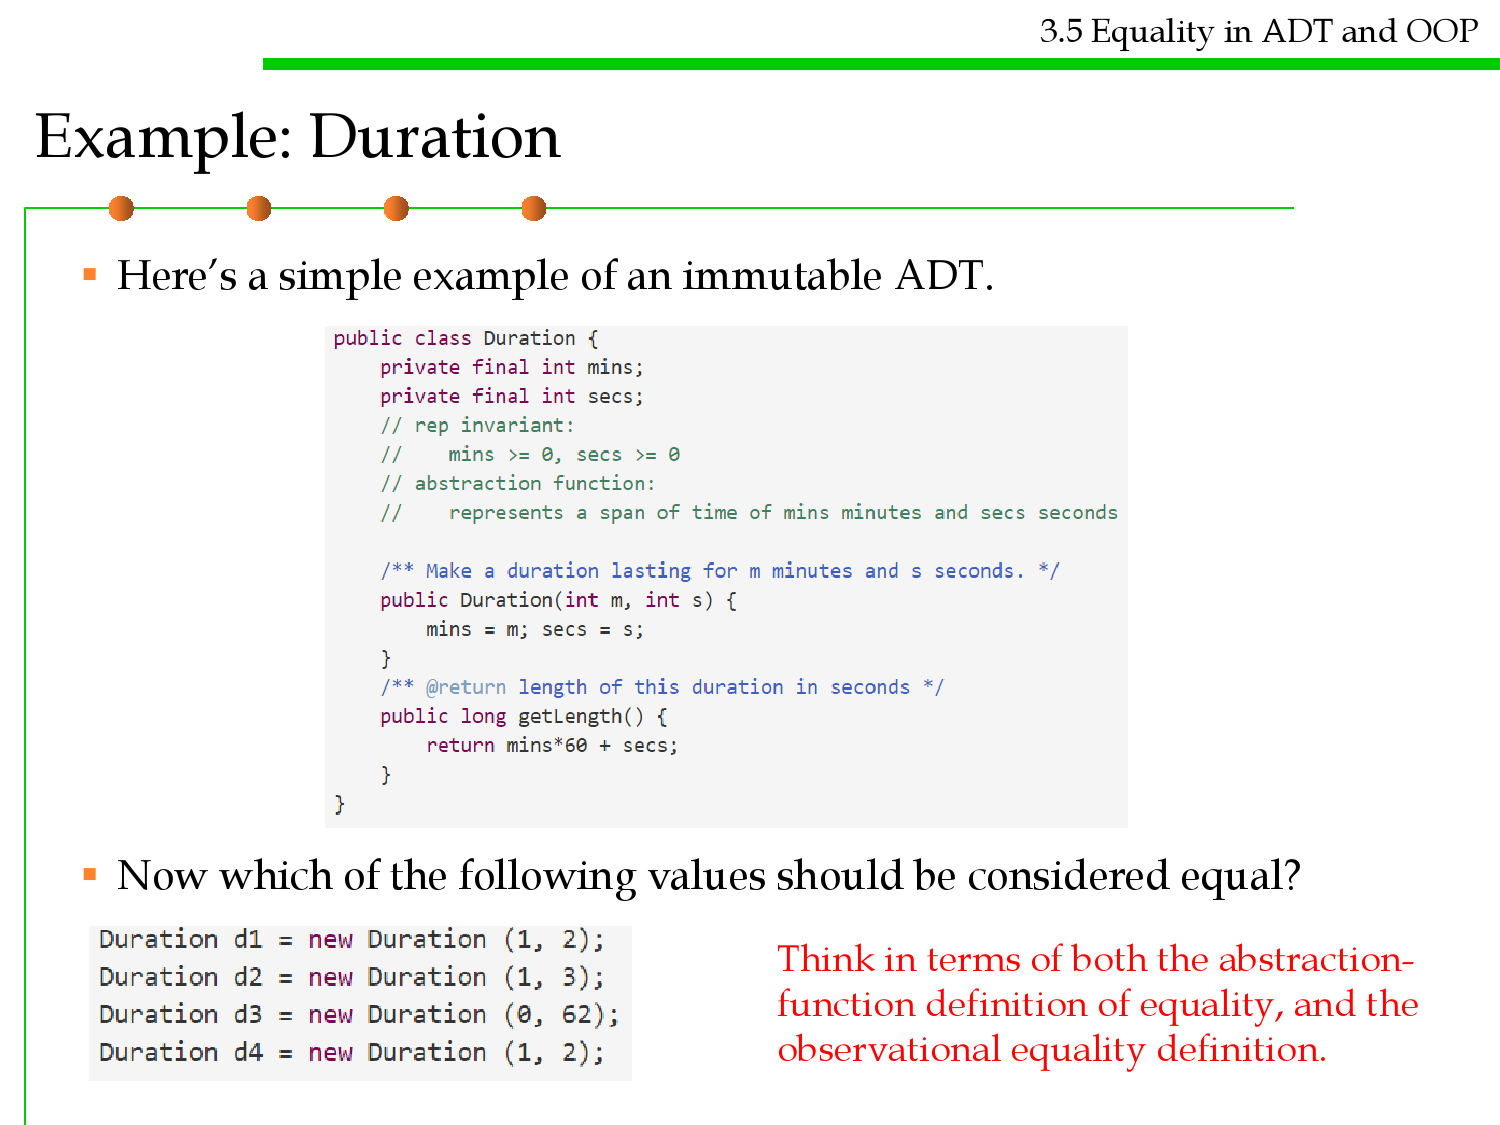 3.5 Equality in ADT and OOP
Example: Duration
▪ Here’s a simple example of an immutable ADT.
public class Duration {
    private final int mins;
    private final int secs;
    // rep invariant:
    //    mins >= 0, secs >= 0
    // abstraction function:
    //    represents a span of time of mins minutes and secs seconds

    /** Make a duration lasting for m minutes and s seconds. */
    public Duration(int m, int s) {
        mins = m; secs = s;
    }
    /** @return length of this duration in seconds */
    public long getLength() {
        return mins*60 + secs;
    }
}
▪ Now which of the following values should be considered equal?
Duration d1 = new Duration (1, 2);
Duration d2 = new Duration (1, 3);
Duration d3 = new Duration (0, 62);
Duration d4 = new Duration (1, 2);
Think in terms of both the abstraction-
function definition of equality, and the
observational equality definition.